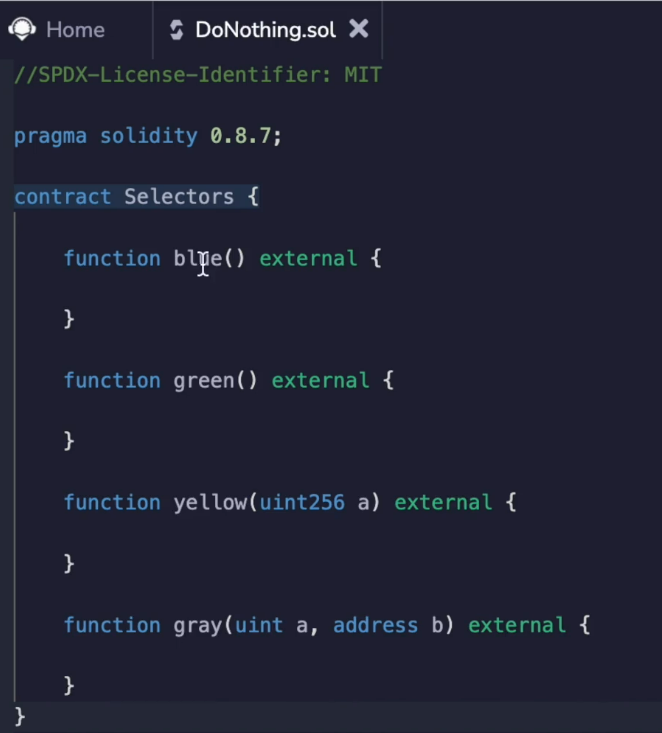 Home DoNothing.sol
//SPDX-License-Identifier: MIT
pragma solidity 0.8.7;
contract Selectors {
function blue() external {
}
function green() external {
}
function yellow(uint256 a) external {
}
function gray(uint a, address b) external {
}
}